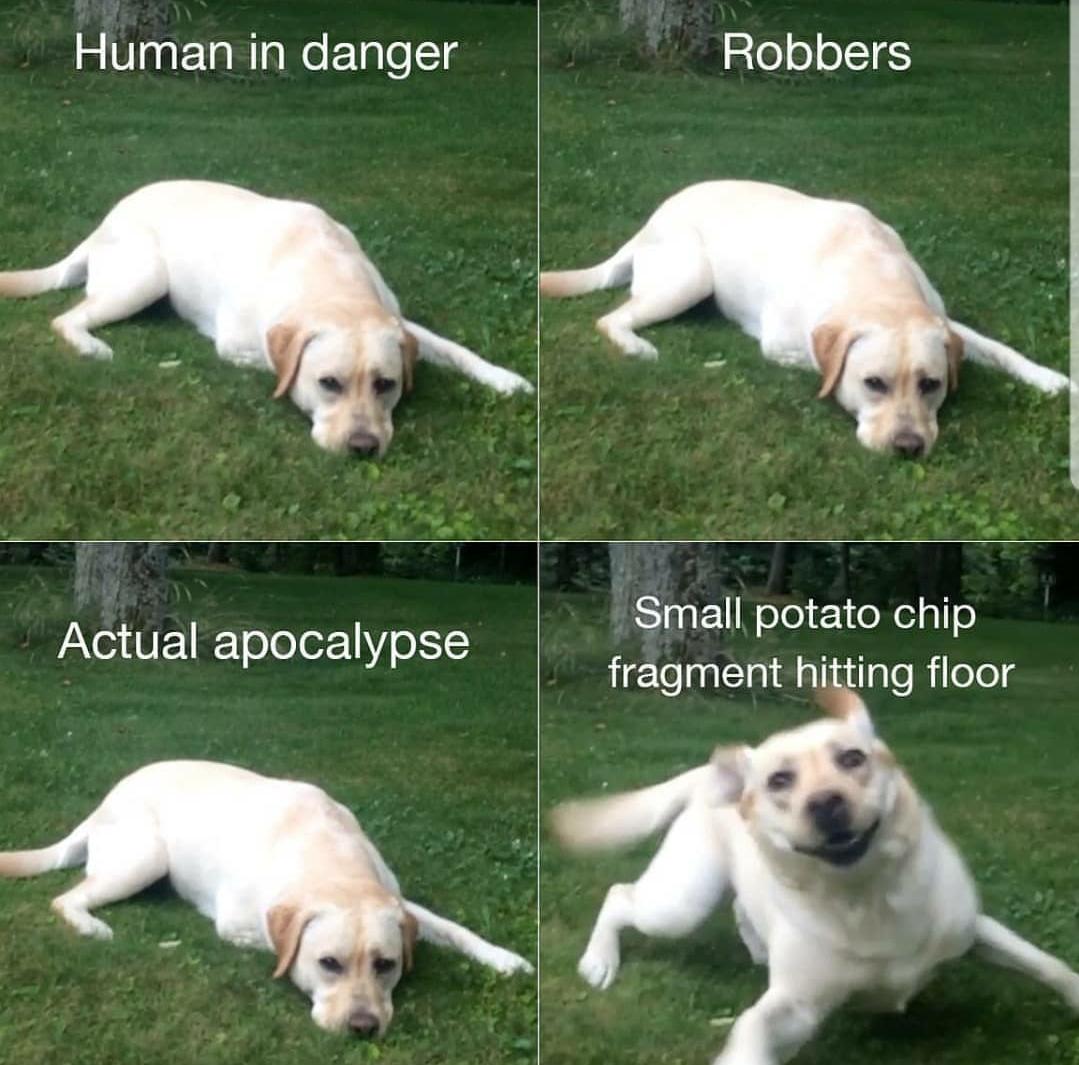 Human in danger
Robbers
Actual apocalypse
Small potato chip
fragment hitting floor